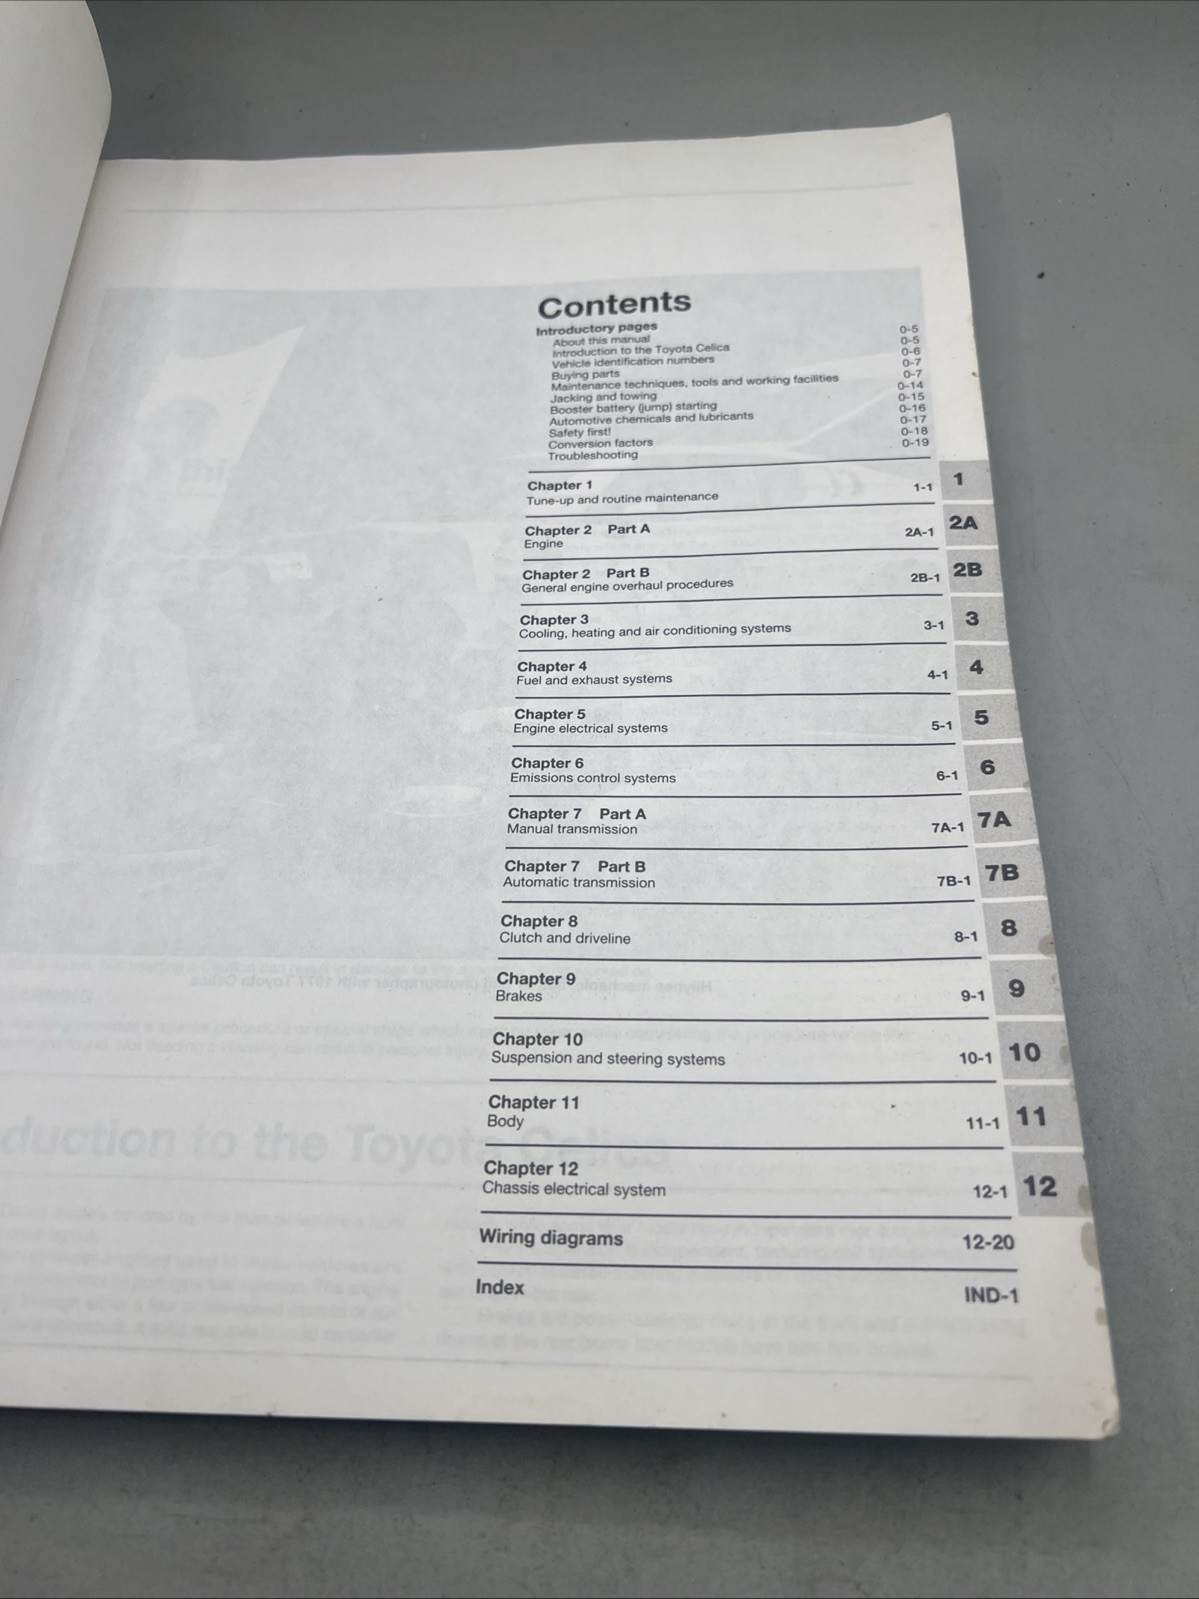 Contents
Introductory pages
About this manual 0-5
Introduction to the Toyota Celica 0-5
Vehicle identification numbers 0-6
Buying parts 0-7
Maintenance techniques, tools and working facilities 0-7
Jacking and towing 0-14
Booster battery (jump) starting 0-15
Automotive chemicals and lubricants 0-16
Safety first! 0-17
Conversion factors 0-18
Troubleshooting 0-19
Chapter 1
Tune-up and routine maintenance 1-1 1
Chapter 2 Part A
Engine 2A-1 2A
Chapter 2 Part B
General engine overhaul procedures 2B-1 2B
Chapter 3
Cooling, heating and air conditioning systems 3-1 3
Chapter 4
Fuel and exhaust systems 4-1 4
Chapter 5
Engine electrical systems 5-1 5
Chapter 6
Emissions control systems 6-1 6
Chapter 7 Part A
Manual transmission 7A-1 7A
Chapter 7 Part B
Automatic transmission 7B-1 7B
Chapter 8
Clutch and driveline 8-1 8
Chapter 9
Brakes 9-1 9
Chapter 10
Suspension and steering systems 10-1 10
Chapter 11
Body 11-1 11
duction to the Toyota Celica
Chapter 12
Chassis electrical system 12-1 12
Wiring diagrams 12-20
Index IND-1